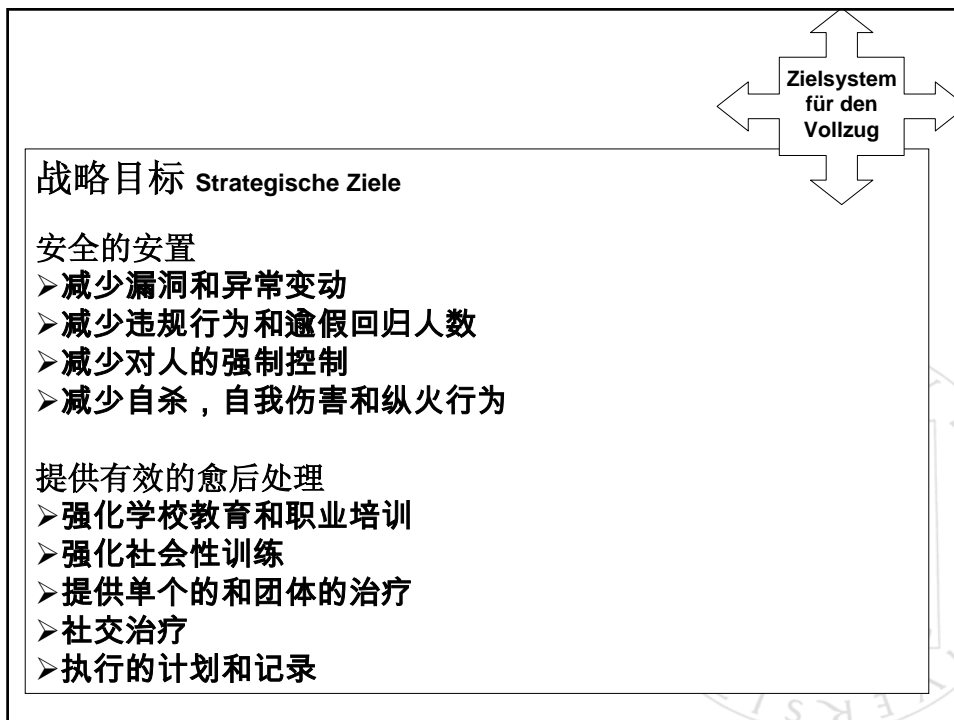 Zielsystem
für den
Vollzug
战略目标 Strategische Ziele
安全的安置
➢减少漏洞和异常变动
➢减少违规行为和逾假回归人数
➢减少对人的强制控制
➢减少自杀，自我伤害和纵火行为
提供有效的愈后处理
➢强化学校教育和职业培训
➢强化社会性训练
➢提供单个的和团体的治疗
➢社交治疗
➢执行的计划和记录